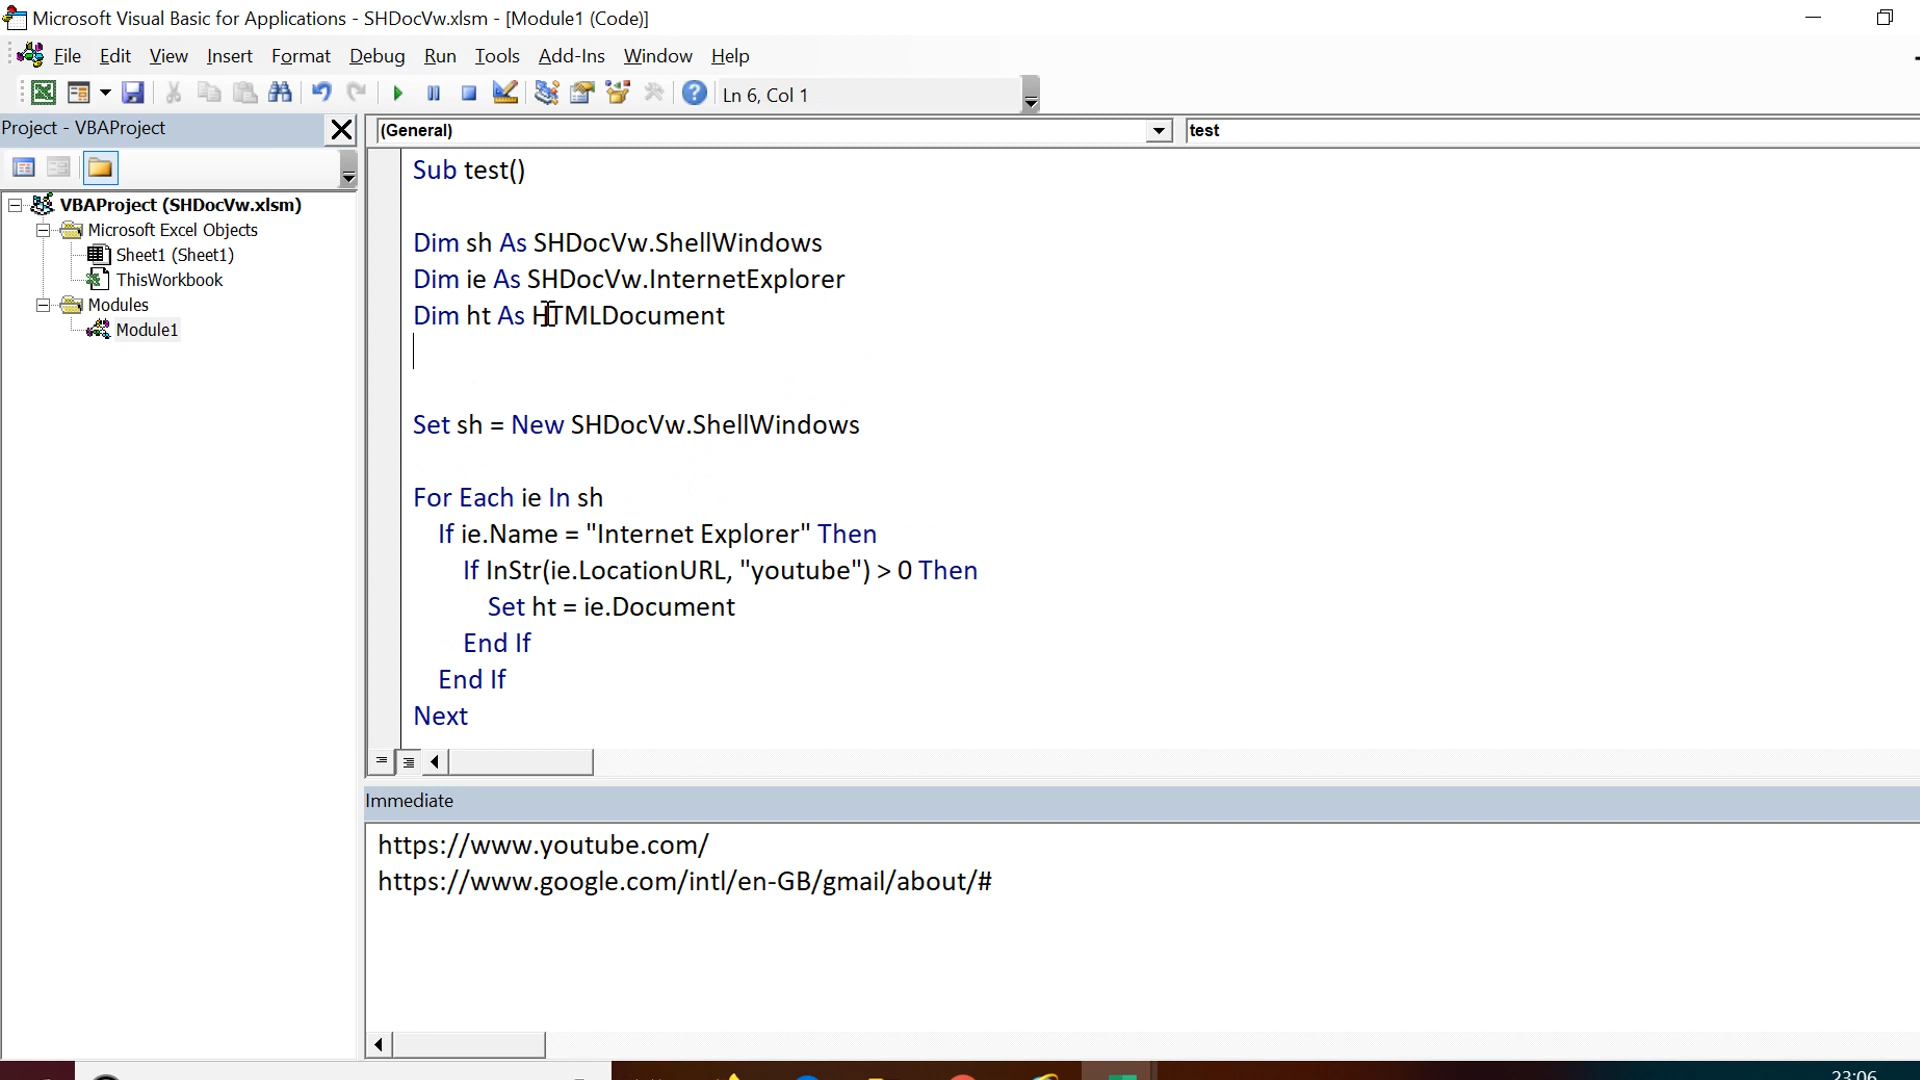 Microsoft Visual Basic for Applications - SHDocVw.xlsm - [Module1 (Code)]
File Edit View Insert Format Debug Run Tools Add-Ins Window Help
Ln 6, Col 1
Project - VBAProject
(General)
test
VBAProject (SHDocVw.xlsm)
Microsoft Excel Objects
Sheet1 (Sheet1)
ThisWorkbook
Modules
Module1
Sub test()
Dim sh As SHDocVw.ShellWindows
Dim ie As SHDocVw.InternetExplorer
Dim ht As HTMLDocument
Set sh = New SHDocVw.ShellWindows
For Each ie In sh
If ie.Name = "Internet Explorer" Then
If InStr(ie.LocationURL, "youtube") > 0 Then
Set ht = ie.Document
End If
End If
Next
Immediate
https://www.youtube.com/
https://www.google.com/intl/en-GB/gmail/about/#
23:06